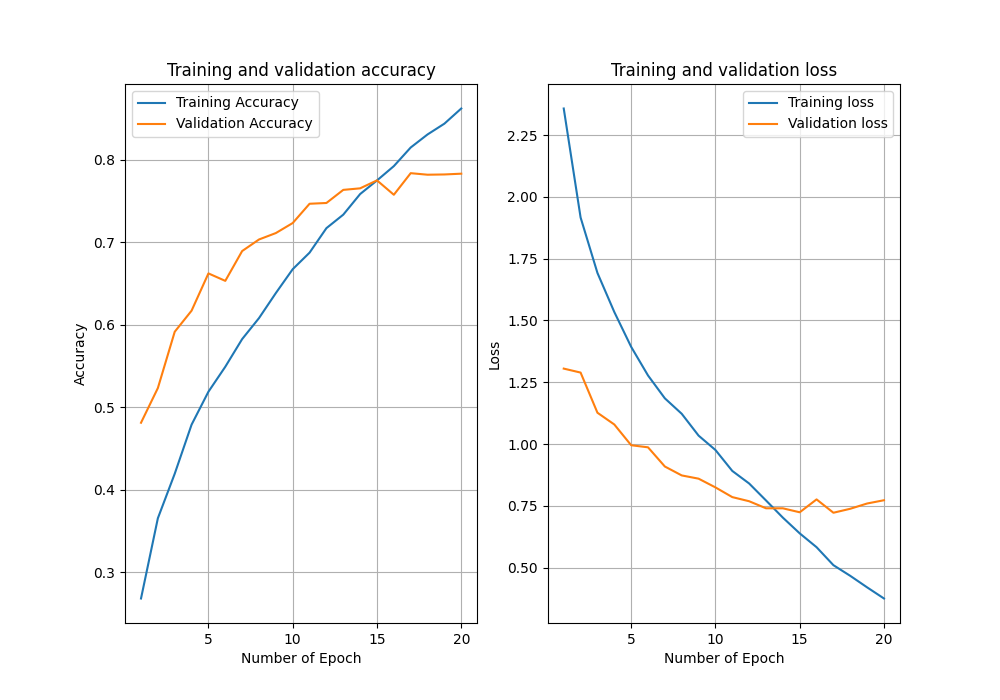 Training and validation accuracy
Training Accuracy
Validation Accuracy
0.8
0.7
0.6
0.5
0.4
0.3
Accuracy
5
10
15
20
Number of Epoch
Training and validation loss
Training loss
Validation loss
2.25
2.00
1.75
1.50
1.25
1.00
0.75
0.50
Loss
5
10
15
20
Number of Epoch